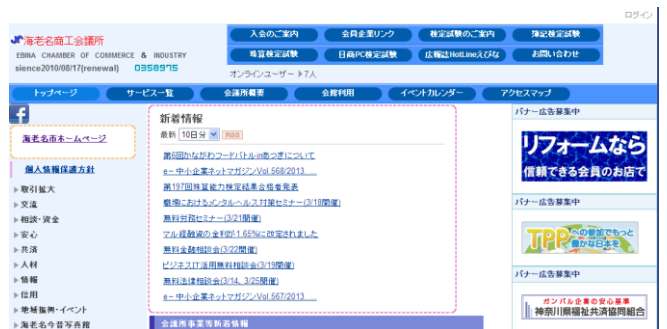 ログイン
海老名商工会議所
EBINA CHAMBER OF COMMERCE & INDUSTRY
sience2010/08/17(renewal) 0358975
入会のご案内 会員企業リンク 検定試験のご案内 簿記検定試験
珠算検定試験 日商PC検定試験 広報誌HotLineえびな お問い合わせ
オンラインユーザー 7人
トップページ サービス一覧 会議所概要 会館利用 イベントカレンダー アクセスマップ
f
海老名市ホームページ
個人情報保護方針
取引拡大
交流
相談・資金
安心
共済
人材
情報
信用
地域振興・イベント
海老名今昔写真館
新着情報
最新 10日分 RSS
第6回かながわフードバトルinあつぎについて
e－中小企業ネットマガジンVol.568/2013......
第197回珠算能力検定結果合格者発表
職場におけるメンタルヘルス対策セミナー(3/18開催)
無料労務セミナー(3/21開催)
マル経融資の金利が1.65%に改定されました
無料金融相談会(3/22開催)
ビジネスIT活用無料相談会(3/19開催)
無料法律相談会(3/14、3/25開催)
e－中小企業ネットマガジンVol.567/2013......
会議所事業等新着情報
バナー広告募集中
リフォームなら
信頼できる会員のお店で
バナー広告募集中
TPPへの参加でもっと
豊かな日本を
バナー広告募集中
ガンバル企業の安心基準
神奈川県福祉共済協同組合